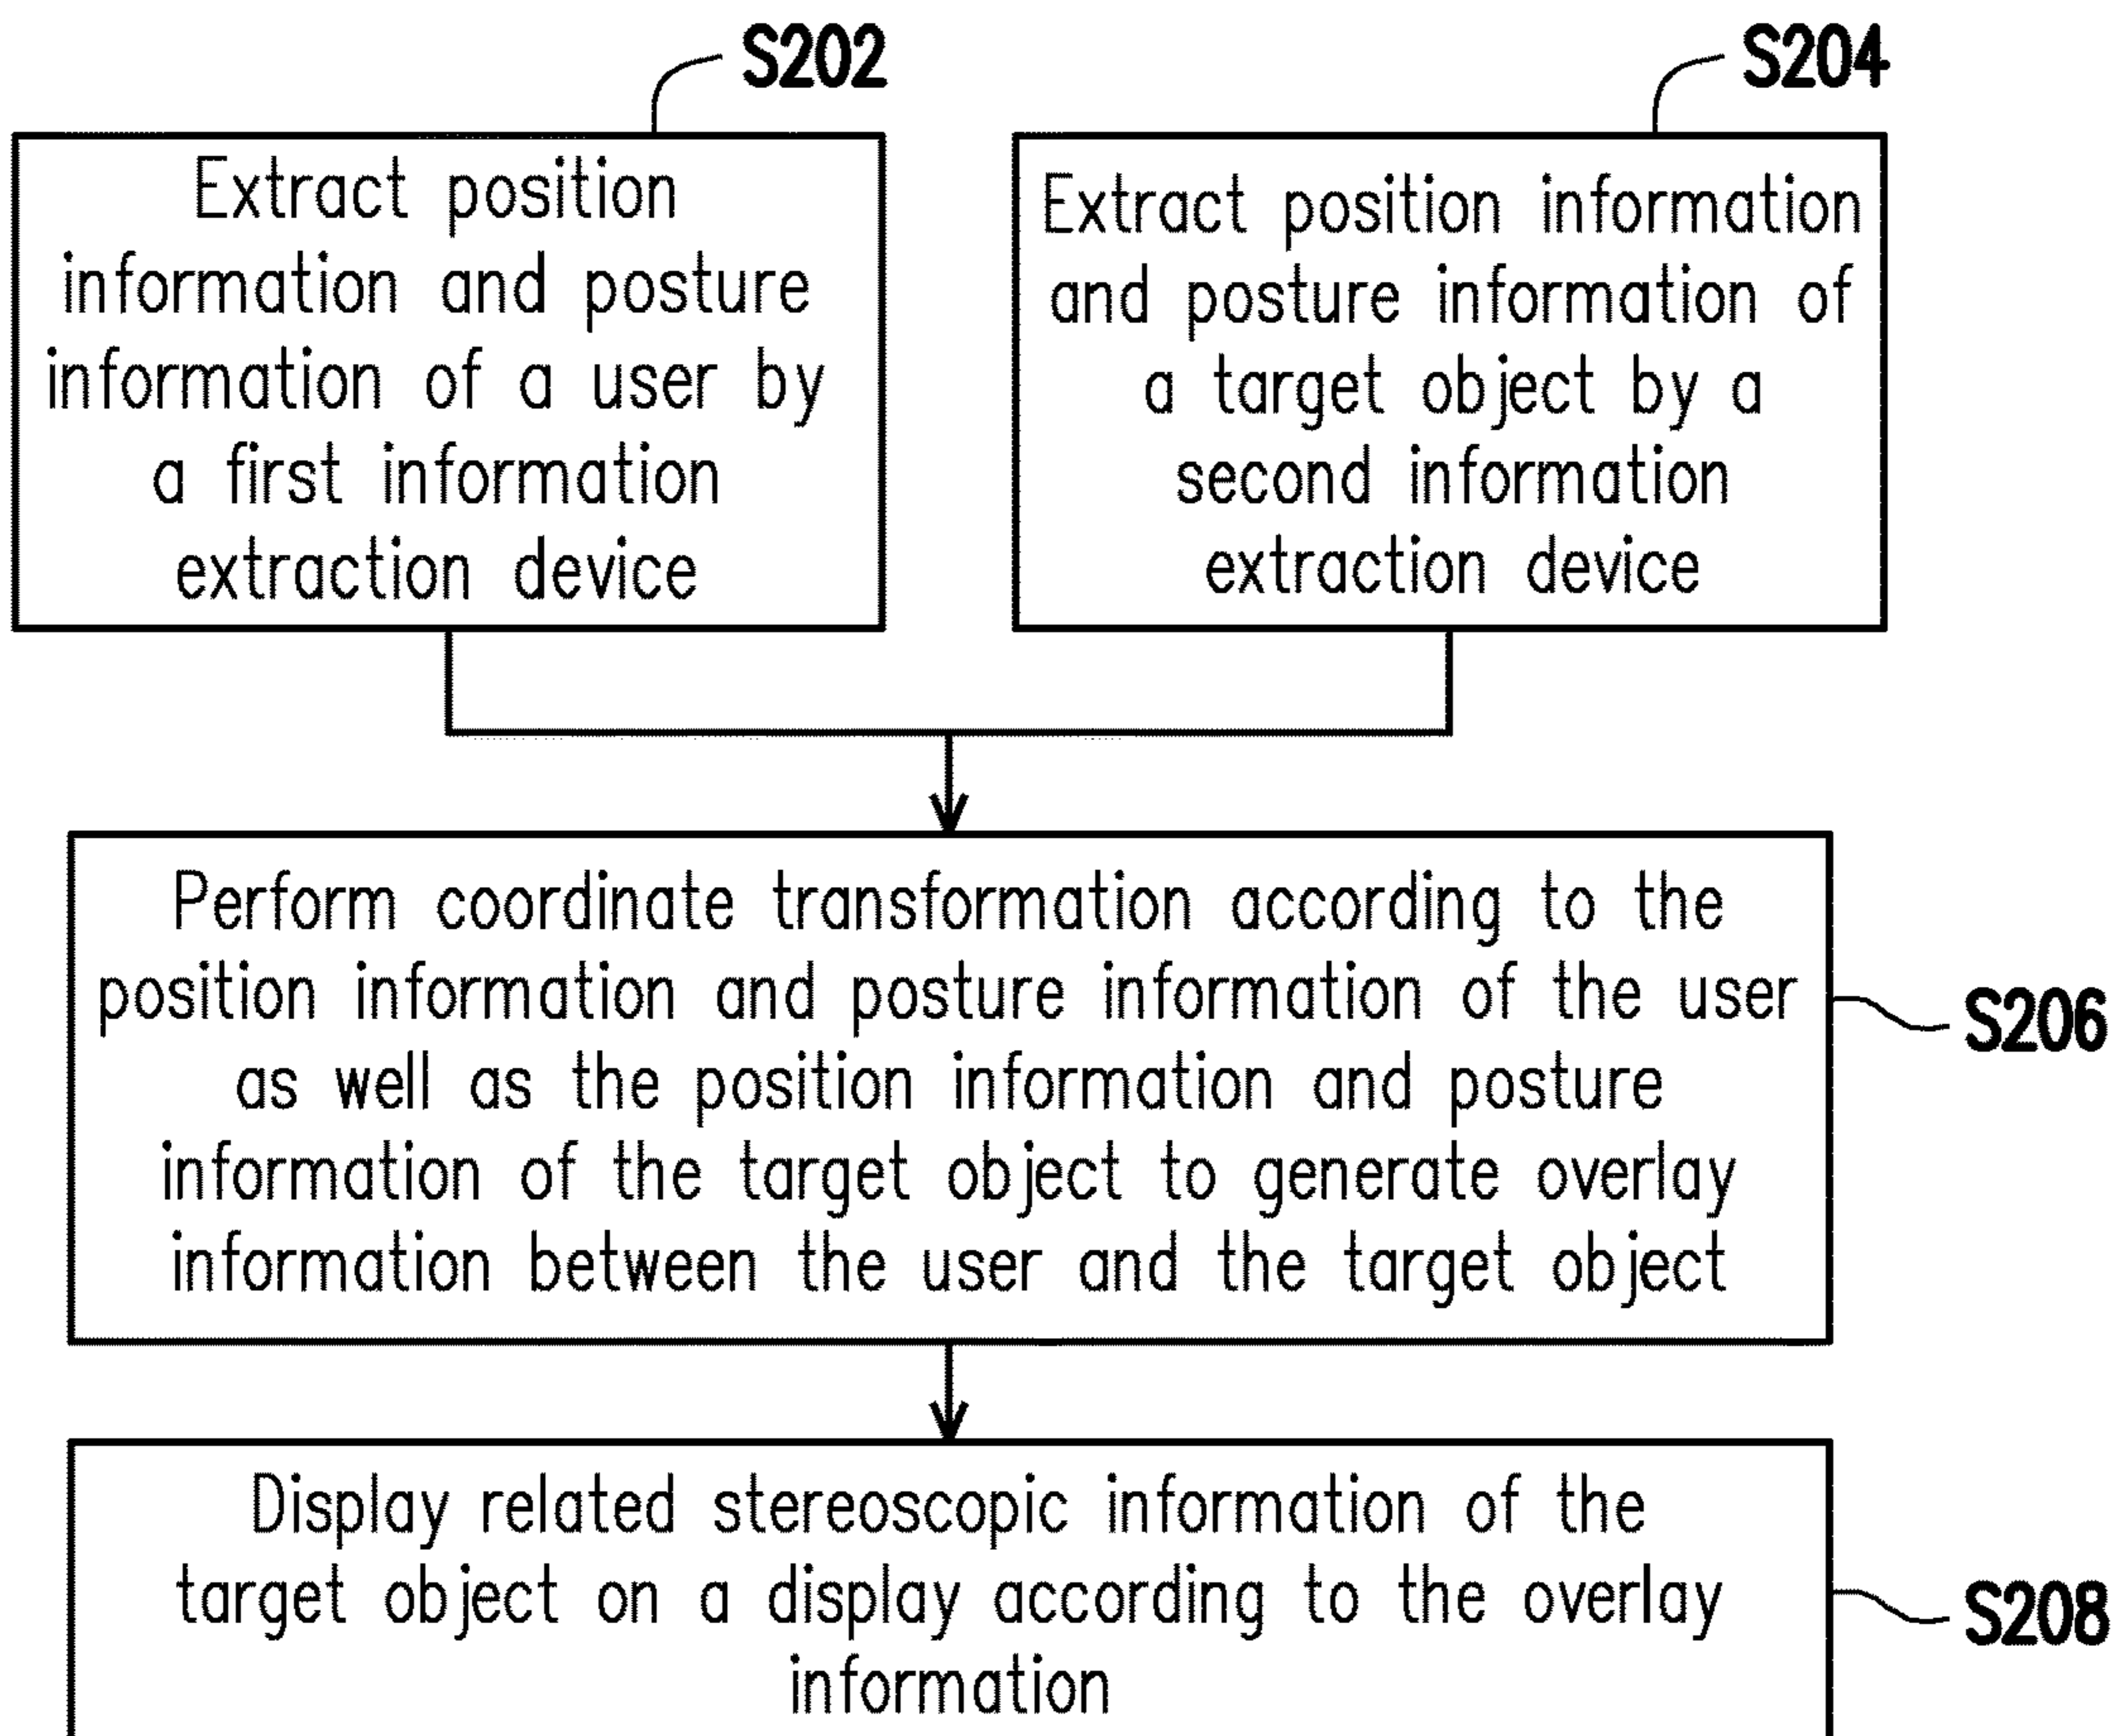 S202
Extract position
information and posture
information of a user by
a first information
extraction device
S204
Extract position information
and posture information of
a target object by a
second information
extraction device
Perform coordinate transformation according to the
position information and posture information of the user
as well as the position information and posture
information of the target object to generate overlay
information between the user and the target object
S206
Display related stereoscopic information of the
target object on a display according to the overlay
information
S208